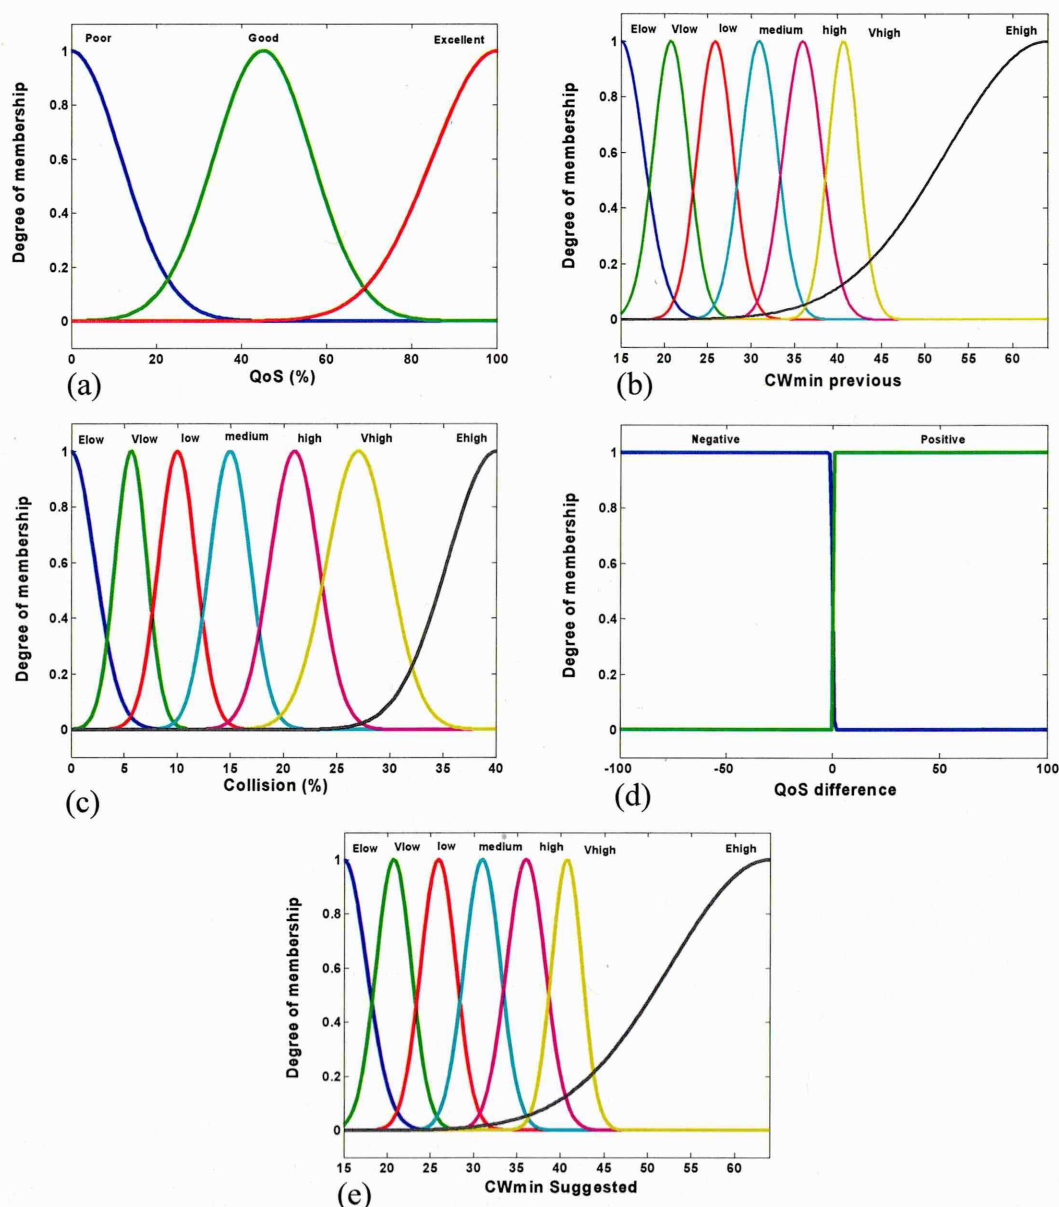 Poor Good Excellent
Degree of membership
1
0.8
0.6
0.4
0.2
0
0 20 40 60 80 100
QoS (%)
(a)
Elow Vlow low medium high Vhigh Ehigh
Degree of membership
1
0.8
0.6
0.4
0.2
0
15 20 25 30 35 40 45 50 55 60
CWmin previous
(b)
Elow Vlow low medium high Vhigh Ehigh
Degree of membership
1
0.8
0.6
0.4
0.2
0
0 5 10 15 20 25 30 35 40
Collision (%)
(c)
Negative Positive
Degree of membership
1
0.8
0.6
0.4
0.2
0
-100 -50 0 50 100
QoS difference
(d)
Elow Vlow low medium high Vhigh Ehigh
Degree of membership
1
0.8
0.6
0.4
0.2
0
15 20 25 30 35 40 45 50 55 60
CWmin Suggested
(e)